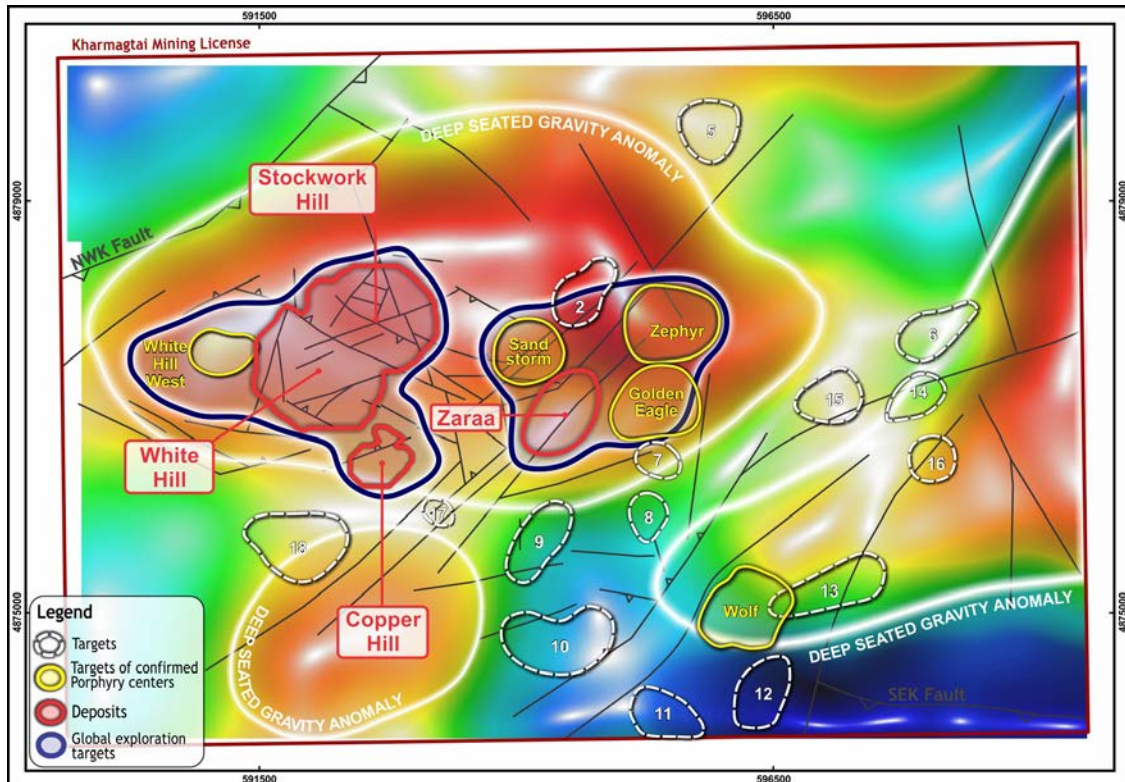 591500
596500
Kharmagtai Mining License
DEEP SEATED GRAVITY ANOMALY
5
Stockwork
Hill
4879000
4879000
NWK Fault
2
Zephyr
6
White
Hill
West
Sand
storm
Golden
Eagle
15
14
Zaraa
White
Hill
7
16
17
8
18
9
13
Wolf
DEEP SEATED GRAVITY ANOMALY
4875000
4875000
Copper
Hill
10
DEEP SEATED GRAVITY ANOMALY
12
SEK Fault
11
Legend
Targets
Targets of confirmed
Porphyry centers
Deposits
Global exploration
targets
591500
596500